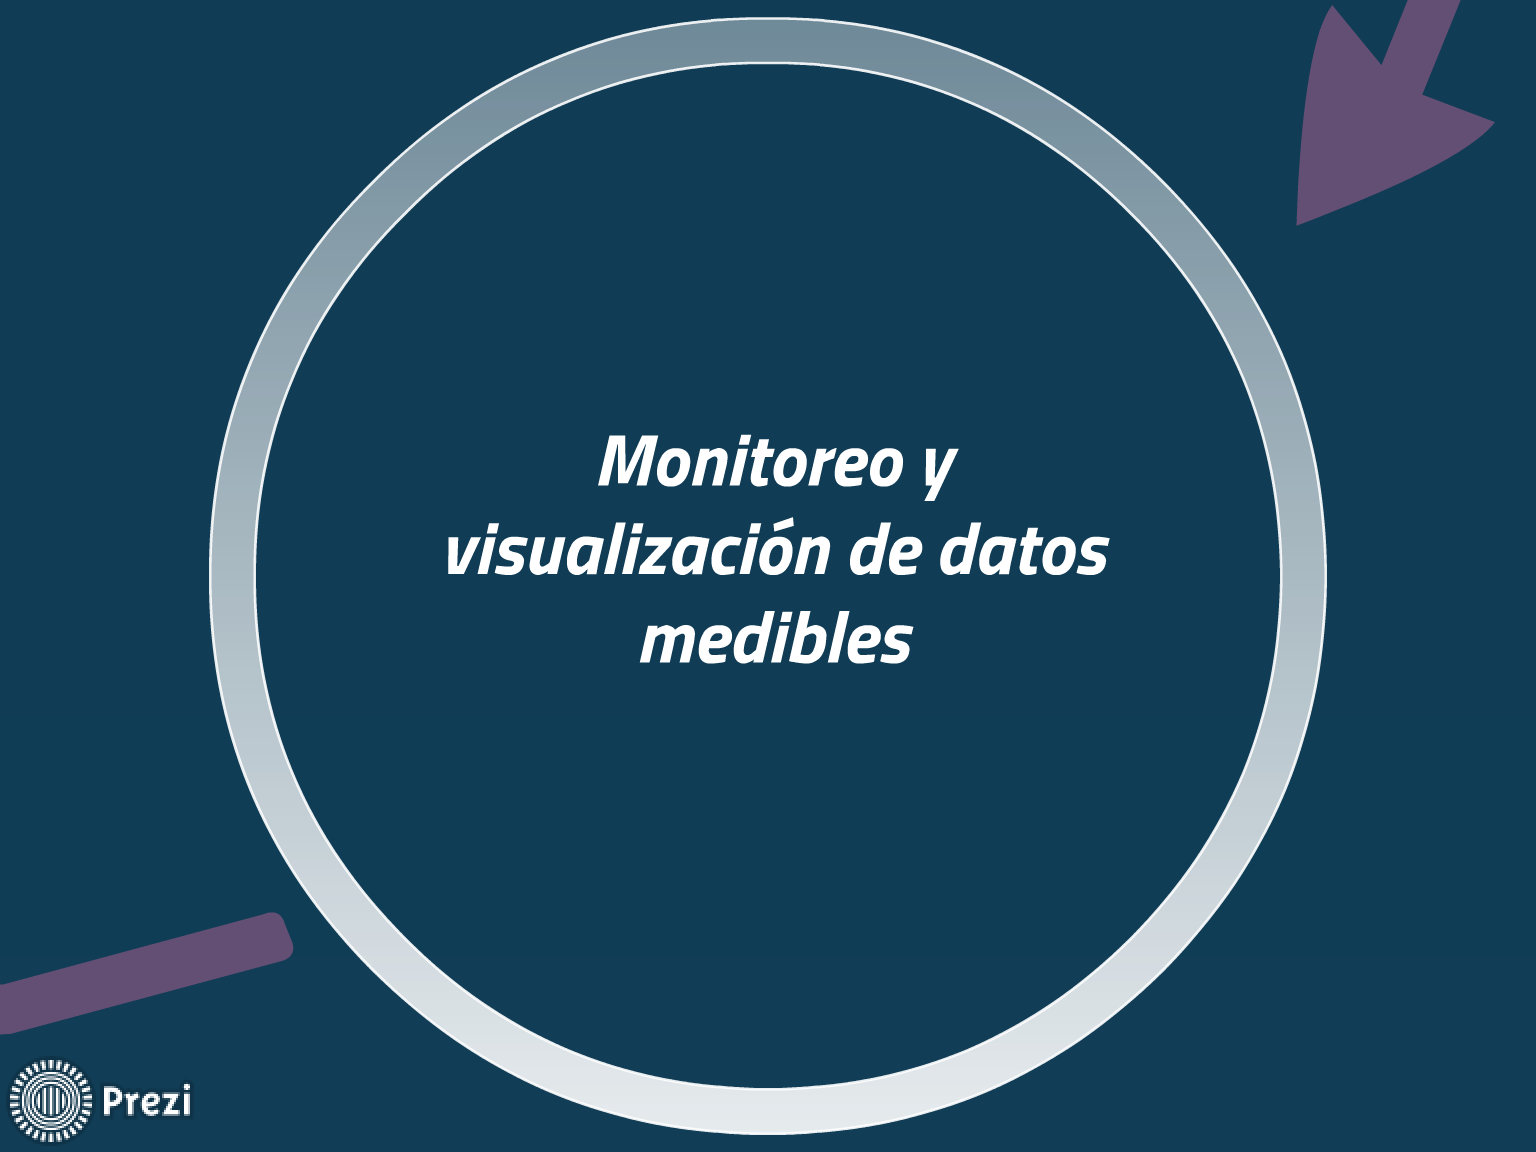 Monitoreo y
visualización de datos
medibles
Prezi